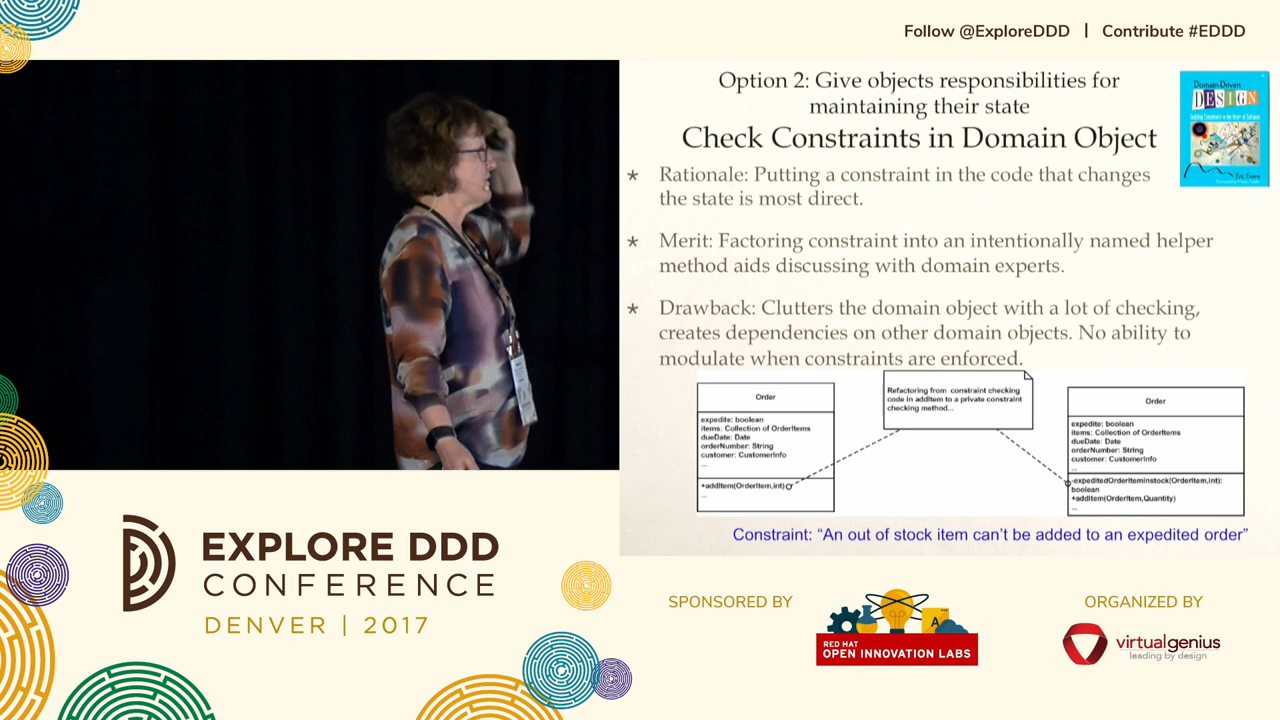 Follow @ExploreDDD | Contribute #EDDD
Option 2: Give objects responsibilities for
maintaining their state
Check Constraints in Domain Object
Domain-Driven
DESIGN
Eric Evans
* Rationale: Putting a constraint in the code that changes
the state is most direct.
* Merit: Factoring constraint into an intentionally named helper
method aids discussing with domain experts.
* Drawback: Clutters the domain object with a lot of checking,
creates dependencies on other domain objects. No ability to
modulate when constraints are enforced.
Order
expedite: boolean
items: Collection of OrderItems
dueDate: Date
orderNumber: String
customer: CustomerInfo
...
+addItem(OrderItem,int)
...
Refactoring from constraint checking
code in addItem to a private constraint
checking method...
Order
expedite: boolean
items: Collection of OrderItems
dueDate: Date
orderNumber: String
customer: CustomerInfo
...
-expeditedOrderItemInstock(OrderItem,int):
boolean
+addItem(OrderItem,Quantity)
...
Constraint: “An out of stock item can’t be added to an expedited order”
EXPLORE DDD
CONFERENCE
DENVER | 2017
SPONSORED BY
A
RED HAT
OPEN INNOVATION LABS
ORGANIZED BY
virtualgenius
leading by design